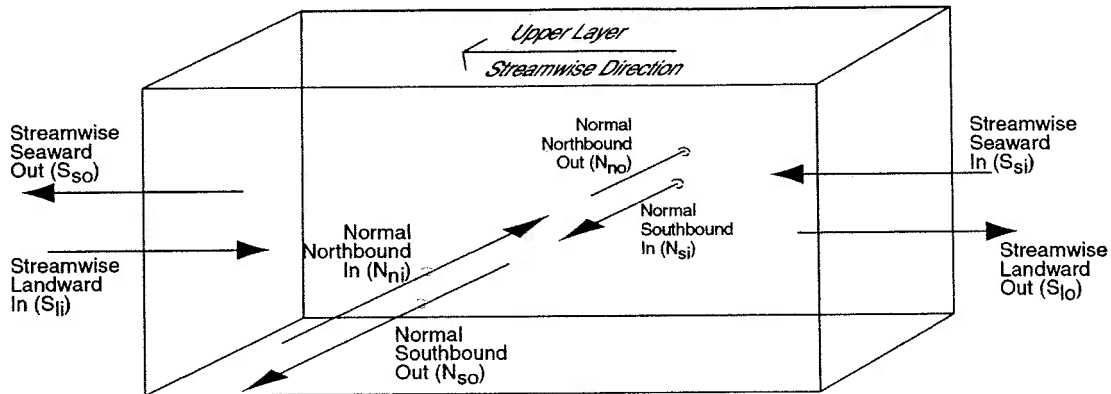 Upper Layer
Streamwise Direction
Streamwise
Seaward
Out (Sso)
Normal
Northbound
Out (Nno)
Streamwise
Seaward
In (Ssi)
Normal
Northbound
In (Nni)
Normal
Southbound
In (Nsi)
Streamwise
Landward
In (Sli)
Streamwise
Landward
Out (Slo)
Normal
Southbound
Out (Nso)